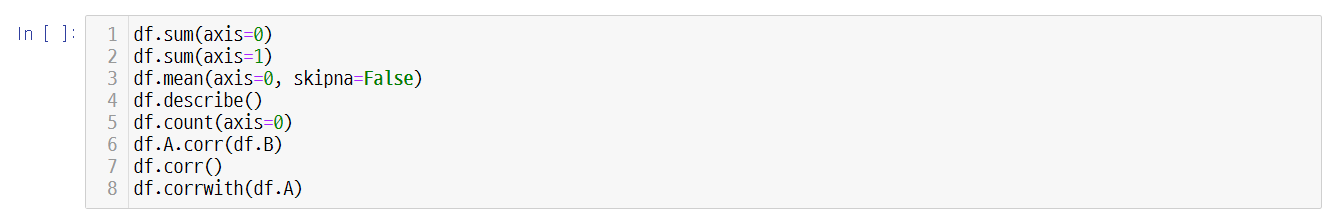 In [ ]:
1 df.sum(axis=0)
2 df.sum(axis=1)
3 df.mean(axis=0, skipna=False)
4 df.describe()
5 df.count(axis=0)
6 df.A.corr(df.B)
7 df.corr()
8 df.corrwith(df.A)